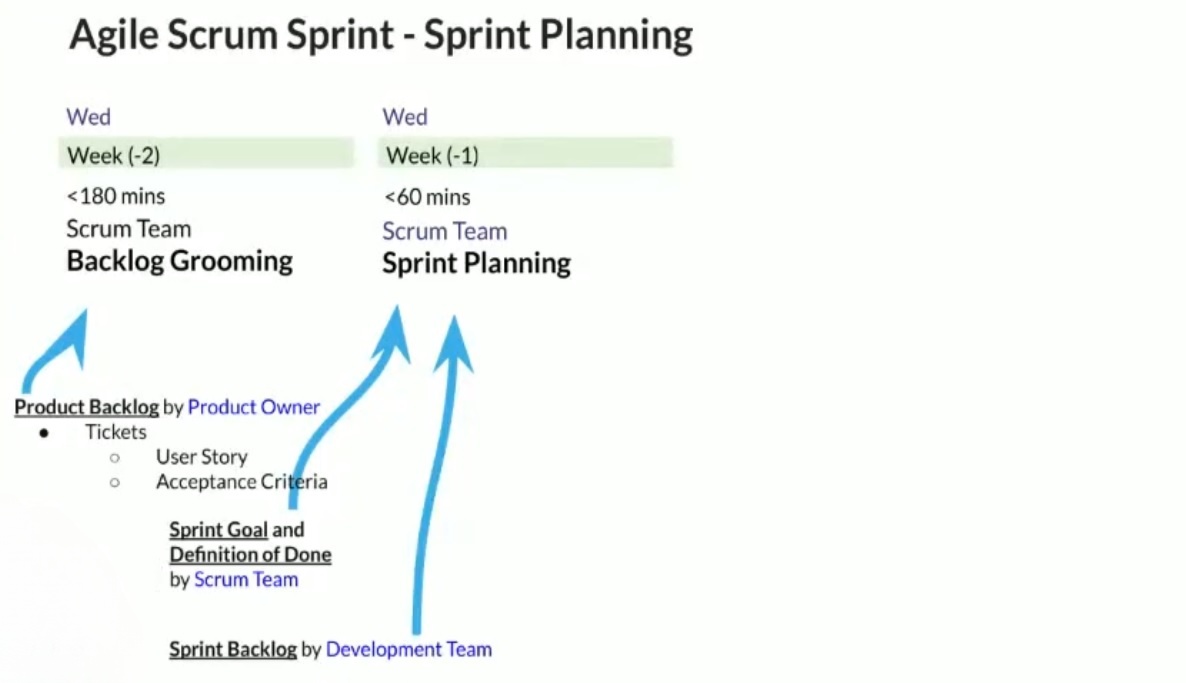 Agile Scrum Sprint - Sprint Planning
Wed
Week (-2)
<180 mins
Scrum Team
Backlog Grooming
Wed
Week (-1)
<60 mins
Scrum Team
Sprint Planning
Product Backlog by Product Owner
● Tickets
○ User Story
○ Acceptance Criteria
Sprint Goal and
Definition of Done
by Scrum Team
Sprint Backlog by Development Team